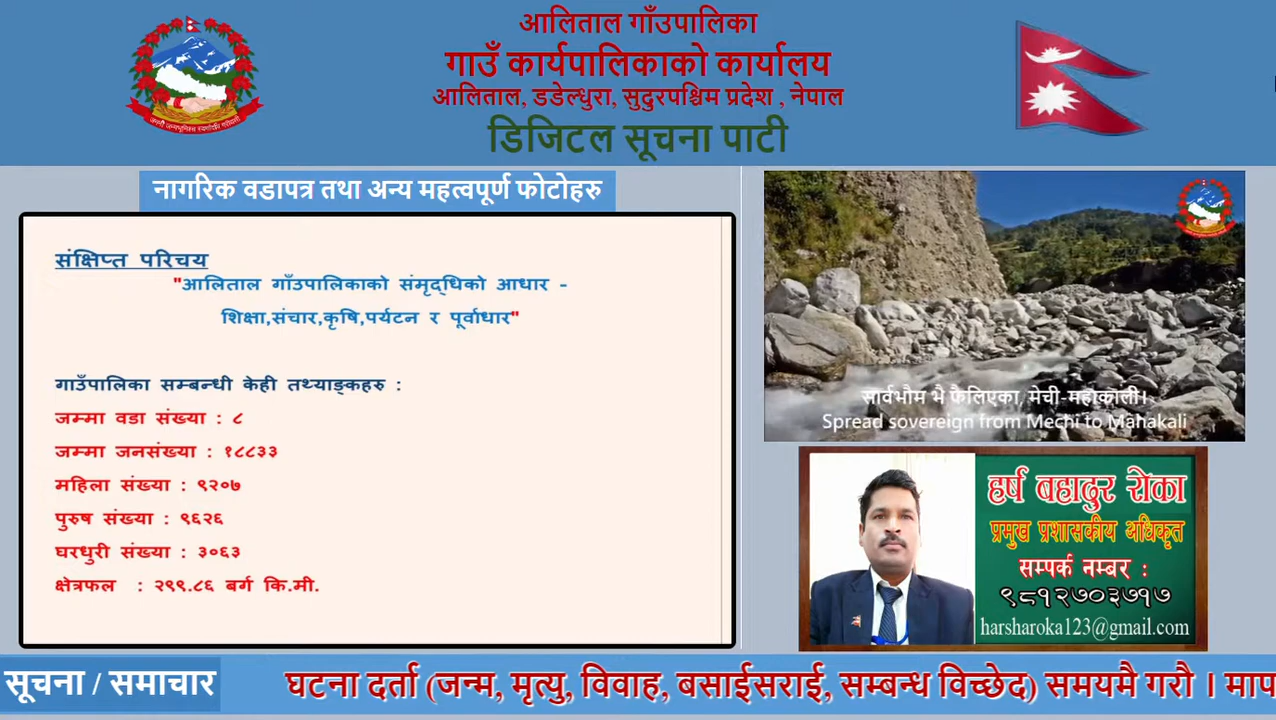 आलिताल गाँउपालिका
गाउँ कार्यपालिकाको कार्यालय
आलिताल, डडेल्धुरा, सुदुरपश्चिम प्रदेश , नेपाल
डिजिटल सूचना पाटी
नागरिक वडापत्र तथा अन्य महत्वपूर्ण फोटोहरु
संक्षिप्त परिचय
"आलिताल गाँउपालिकाको संमृद्धिको आधार -
शिक्षा,संचार,कृषि,पर्यटन र पूर्वाधार"
गाउँपालिका सम्बन्धी केही तथ्याङ्कहरु :
जम्मा वडा संख्या : ८
जम्मा जनसंख्या : १८८३३
महिला संख्या : ९२०७
पुरुष संख्या : ९६२६
घरधुरी संख्या : ३०६३
क्षेत्रफल : २९९.८६ बर्ग कि.मी.
सार्वभौम भै फैलिएका, मेची-महाकाली।
Spread sovereign from Mechi to Mahakali
हर्ष बहादुर रोका
प्रमुख प्रशासकीय अधिकृत
सम्पर्क नम्बर :
९८१२७०३७१७
harsharoka123@gmail.com
सूचना / समाचार
घटना दर्ता (जन्म, मृत्यु, विवाह, बसाईसराई, सम्बन्ध विच्छेद) समयमै गरौ । माप